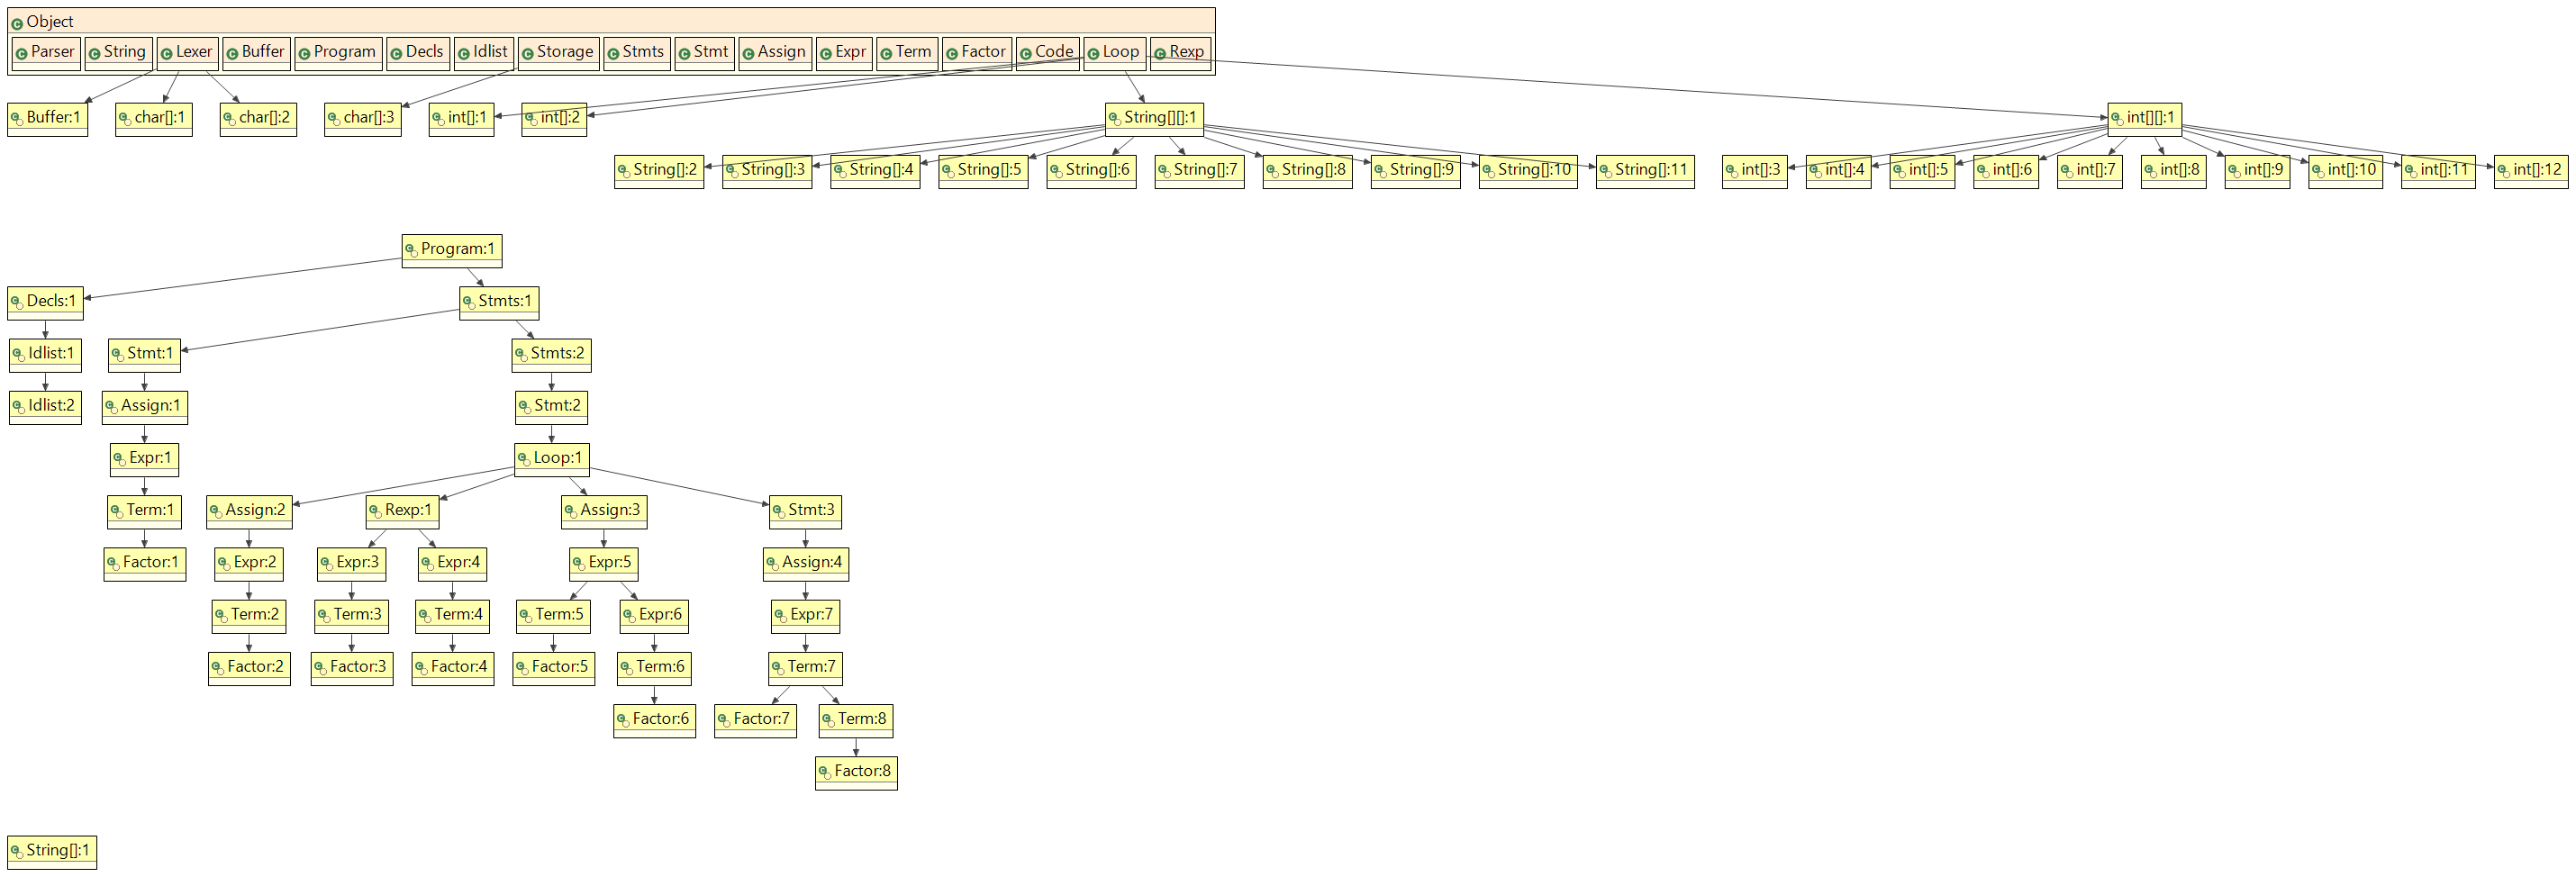 Object
Parser String Lexer Buffer Program Decls Idlist Storage Stmts Stmt Assign Expr Term Factor Code Loop Rexp
Buffer:1 char[]:1 char[]:2 char[]:3 int[]:1 int[]:2 String[][]:1 int[][]:1
String[]:2 String[]:3 String[]:4 String[]:5 String[]:6 String[]:7 String[]:8 String[]:9 String[]:10 String[]:11 int[]:3 int[]:4 int[]:5 int[]:6 int[]:7 int[]:8 int[]:9 int[]:10 int[]:11 int[]:12
Program:1
Decls:1 Stmts:1
Idlist:1 Stmt:1 Stmts:2
Idlist:2 Assign:1 Stmt:2
Expr:1 Loop:1
Term:1 Assign:2 Rexp:1 Assign:3 Stmt:3
Factor:1 Expr:2 Expr:3 Expr:4 Expr:5 Assign:4
Term:2 Term:3 Term:4 Term:5 Expr:6 Expr:7
Factor:2 Factor:3 Factor:4 Factor:5 Term:6 Term:7
Factor:6 Factor:7 Term:8
Factor:8
String[]:1